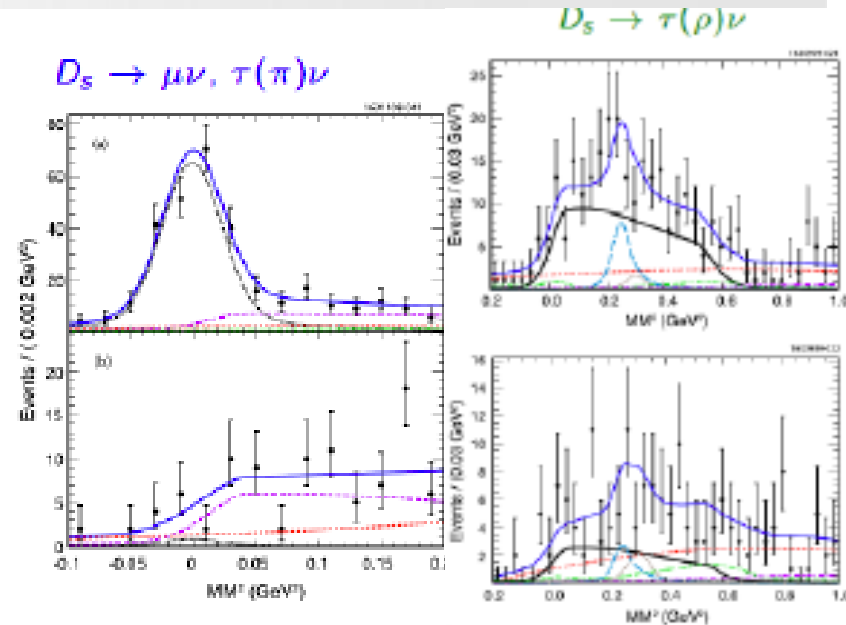 D_s → τ(ρ)ν
D_s → μν, τ(π)ν
(a)
80
60
40
20
Events / ( 0.002 GeV²)
(b)
20
15
10
5
0
-0.1 -0.05 0 0.05 0.1 0.15
MM² (GeV²)
25
20
15
10
5
Events / (0.03 GeV²)
0.0 0.2 0.4 0.6 0.8 1.0
MM² (GeV²)
16
14
12
10
8
6
4
2
Events / (0.03 GeV²)
0.0 0.2 0.4 0.6 0.8
MM² (GeV²)